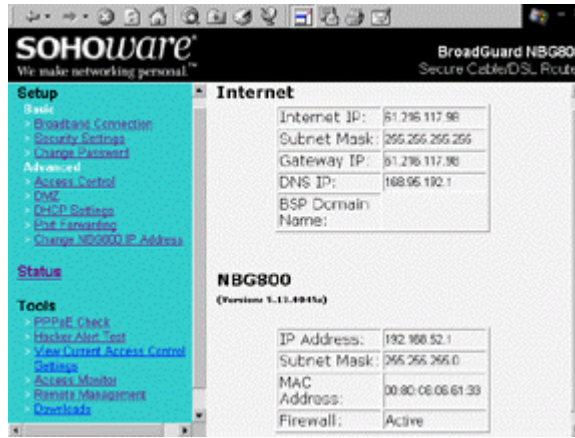 SOHOware
We make networking personal.™
BroadGuard NBG80
Secure Cable/DSL Route
Setup
Basic
> Broadband Connection
> Security Settings
> Change Password
Advanced
> Access Control
> DMZ
> DHCP Settings
> Port Forwarding
> Change NBG800 IP Address
Status
Tools
> PPPoE Check
> Hacker Alert Test
> View Current Access Control
Settings
> Access Monitor
> Remote Management
> Downloads
Internet
Internet IP: 61.216.117.98
Subnet Mask: 255.255.255.255
Gateway IP: 61.216.117.98
DNS IP: 168.95.192.1
BSP Domain
Name:
NBG800
(Version:
IP Address: 192.168.52.1
Subnet Mask: 255.255.255.0
MAC
Address: 00:80:C6:06:61:33
Firewall: Active